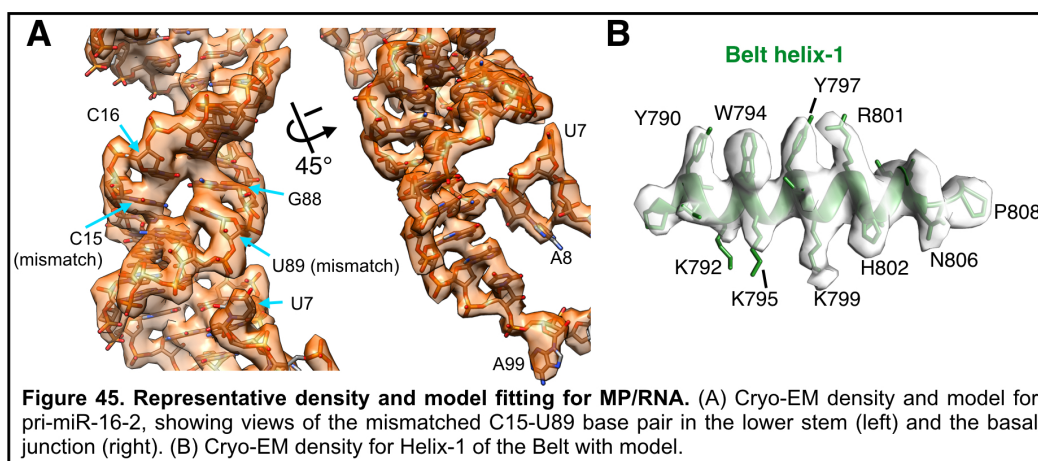 A
B
Belt helix-1
C16
C15
(mismatch)
45°
G88
U89 (mismatch)
U7
U7
A8
A99
Y790
W794
Y797
R801
P808
N806
H802
K799
K795
K792
Figure 45. Representative density and model fitting for MP/RNA. (A) Cryo-EM density and model for
pri-miR-16-2, showing views of the mismatched C15-U89 base pair in the lower stem (left) and the basal
junction (right). (B) Cryo-EM density for Helix-1 of the Belt with model.